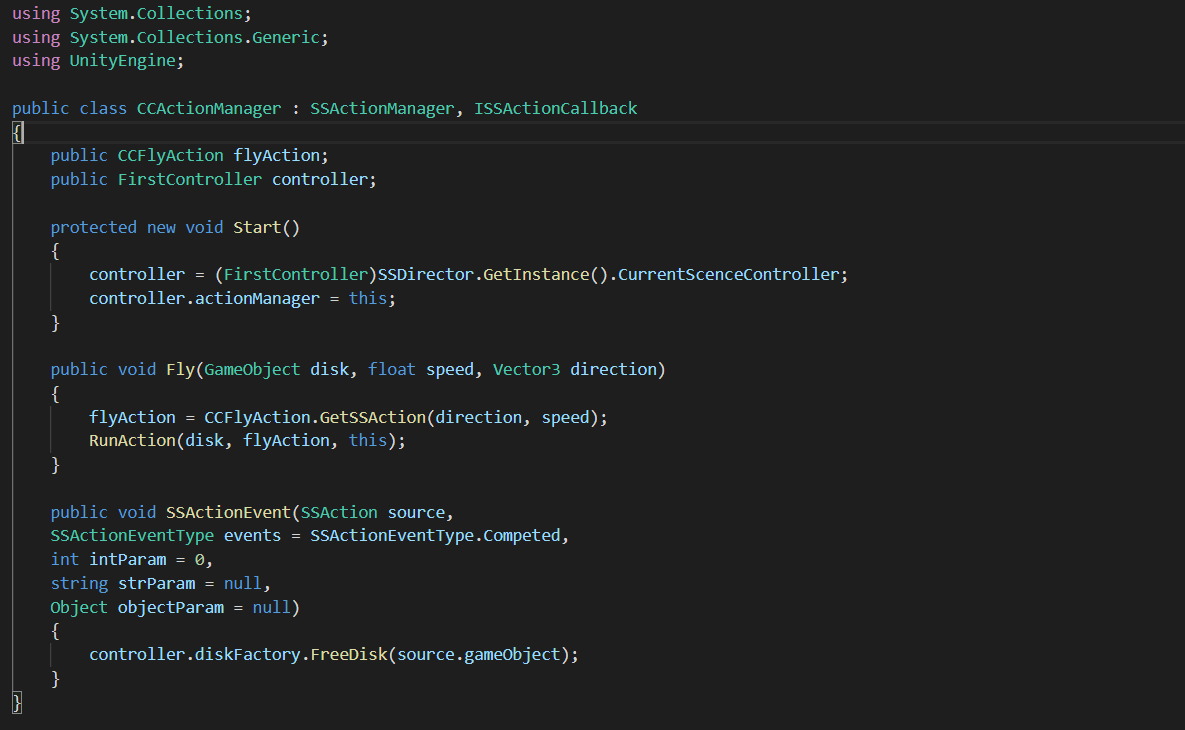 using System.Collections;
using System.Collections.Generic;
using UnityEngine;

public class CCActionManager : SSActionManager, ISSActionCallback
{
    public CCFlyAction flyAction;
    public FirstController controller;

    protected new void Start()
    {
        controller = (FirstController)SSDirector.GetInstance().CurrentScenceController;
        controller.actionManager = this;
    }

    public void Fly(GameObject disk, float speed, Vector3 direction)
    {
        flyAction = CCFlyAction.GetSSAction(direction, speed);
        RunAction(disk, flyAction, this);
    }

    public void SSActionEvent(SSAction source,
    SSActionEventType events = SSActionEventType.Competed,
    int intParam = 0,
    string strParam = null,
    Object objectParam = null)
    {
        controller.diskFactory.FreeDisk(source.gameObject);
    }
}